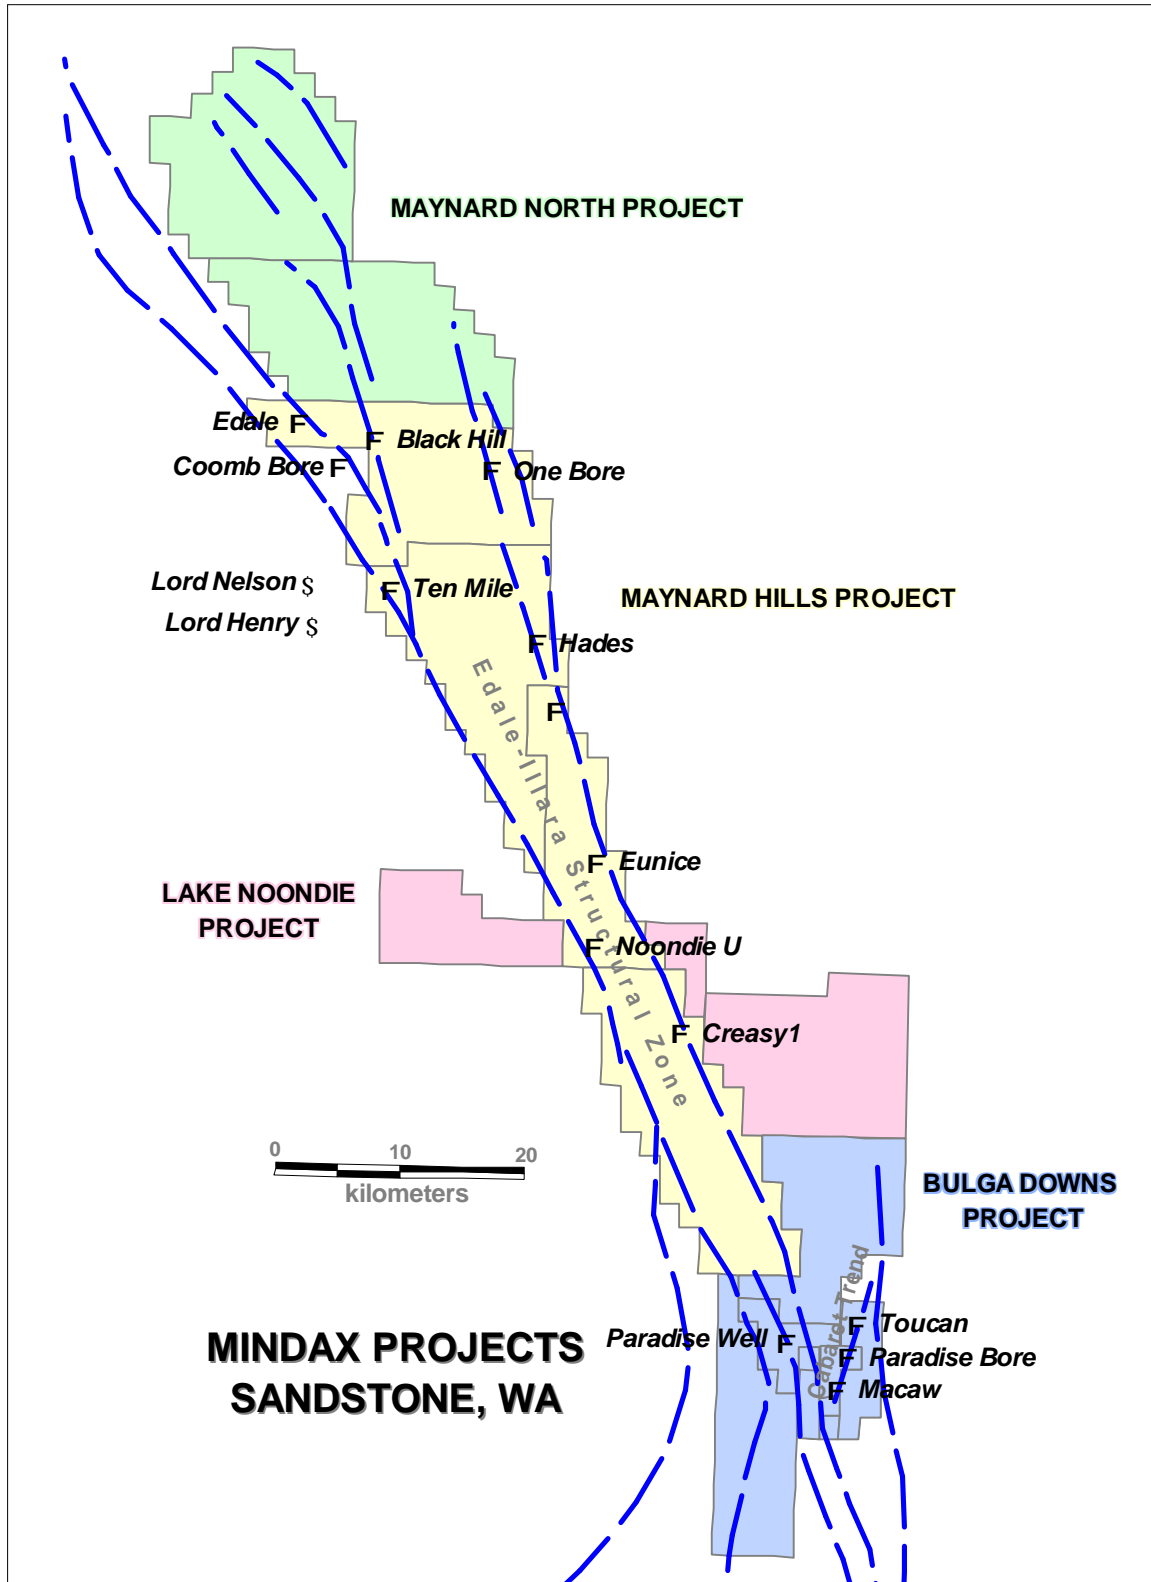 MAYNARD NORTH PROJECT
Edale F
F Black Hill
Coomb Bore F
F One Bore
Lord Nelson $
F Ten Mile
MAYNARD HILLS PROJECT
Lord Henry $
F Hades
F
Edale-Illara Structural Zone
F Eunice
LAKE NOONDIE
PROJECT
F Noondie U
F Creasy1
0 10 20
kilometers
BULGA DOWNS
PROJECT
Cabaret Trend
F Toucan
Paradise Well F
F Paradise Bore
F Macaw
MINDAX PROJECTS
SANDSTONE, WA